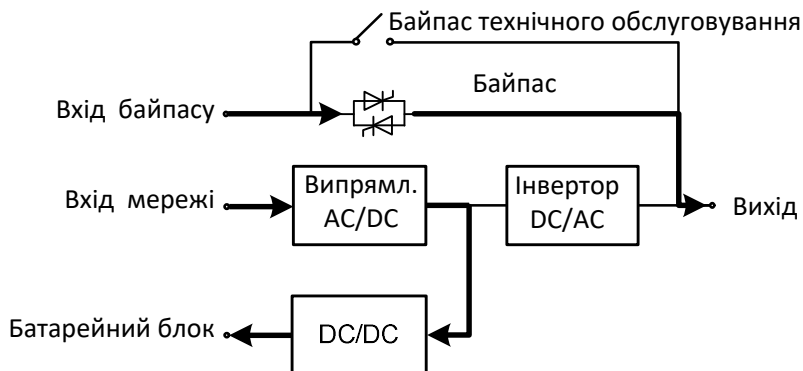 Байпас технічного обслуговування
Байпас
Вхід байпасу
Випрямл.
AC/DC
Інвертор
DC/AC
Вхід мережі
Вихід
Батарейний блок
DC/DC